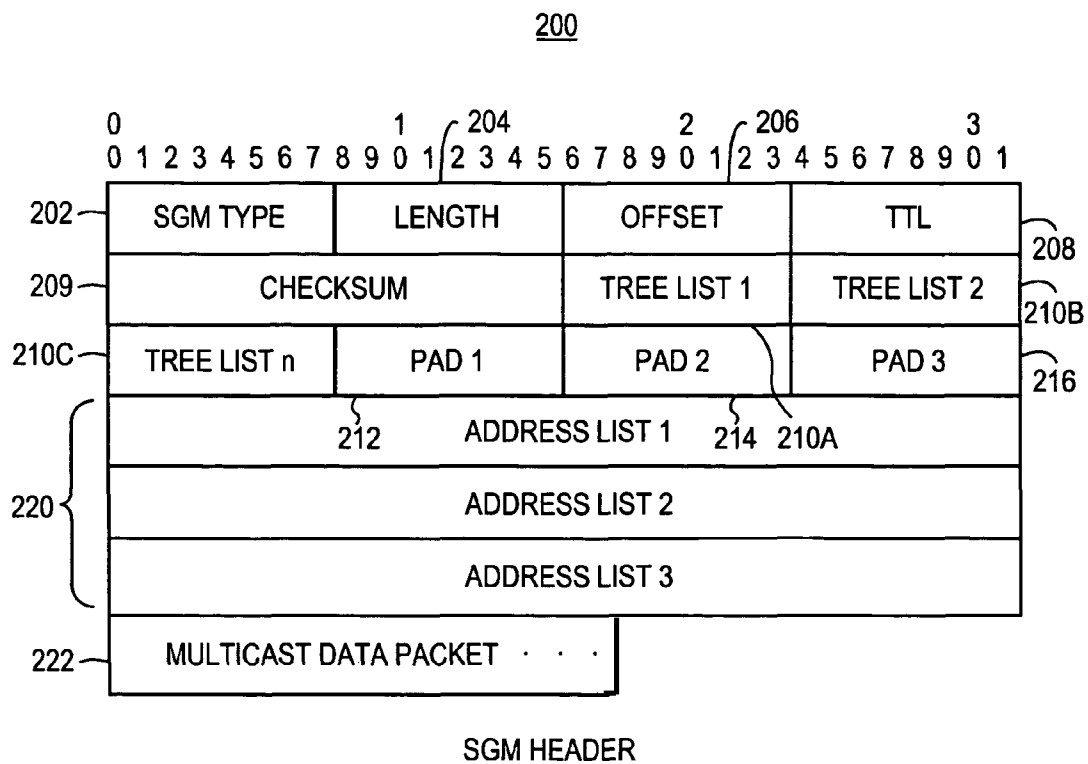 200
0 1 204 2 206 3
0 1 2 3 4 5 6 7 8 9 0 1 2 3 4 5 6 7 8 9 0 1 2 3 4 5 6 7 8 9 0 1
202 SGM TYPE LENGTH OFFSET TTL 208
209 CHECKSUM TREE LIST 1 TREE LIST 2 210B
210C TREE LIST n PAD 1 PAD 2 PAD 3 216
212 ADDRESS LIST 1 214 210A
220 ADDRESS LIST 2
ADDRESS LIST 3
222 MULTICAST DATA PACKET · · ·
SGM HEADER